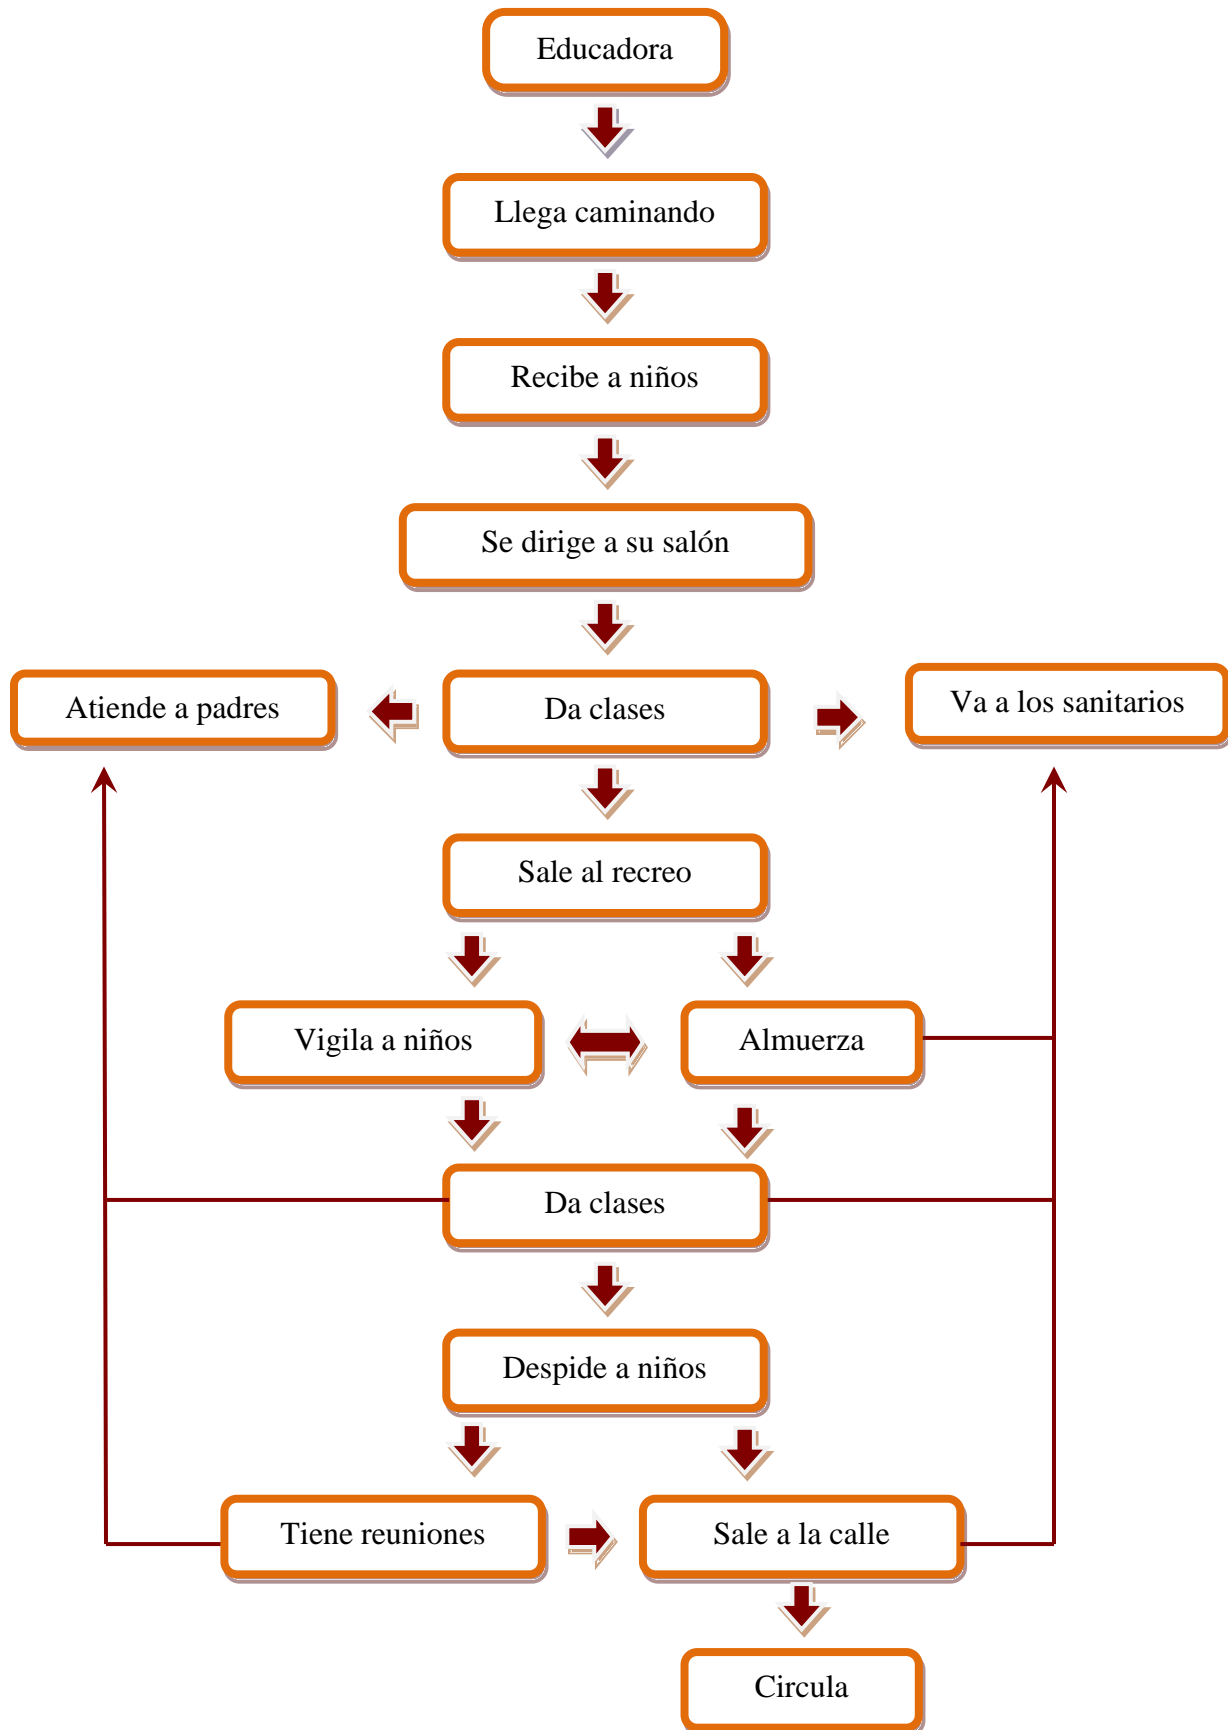 Educadora
Llega caminando
Recibe a niños
Se dirige a su salón
Atiende a padres
Da clases
Va a los sanitarios
Sale al recreo
Vigila a niños
Almuerza
Da clases
Despide a niños
Tiene reuniones
Sale a la calle
Circula